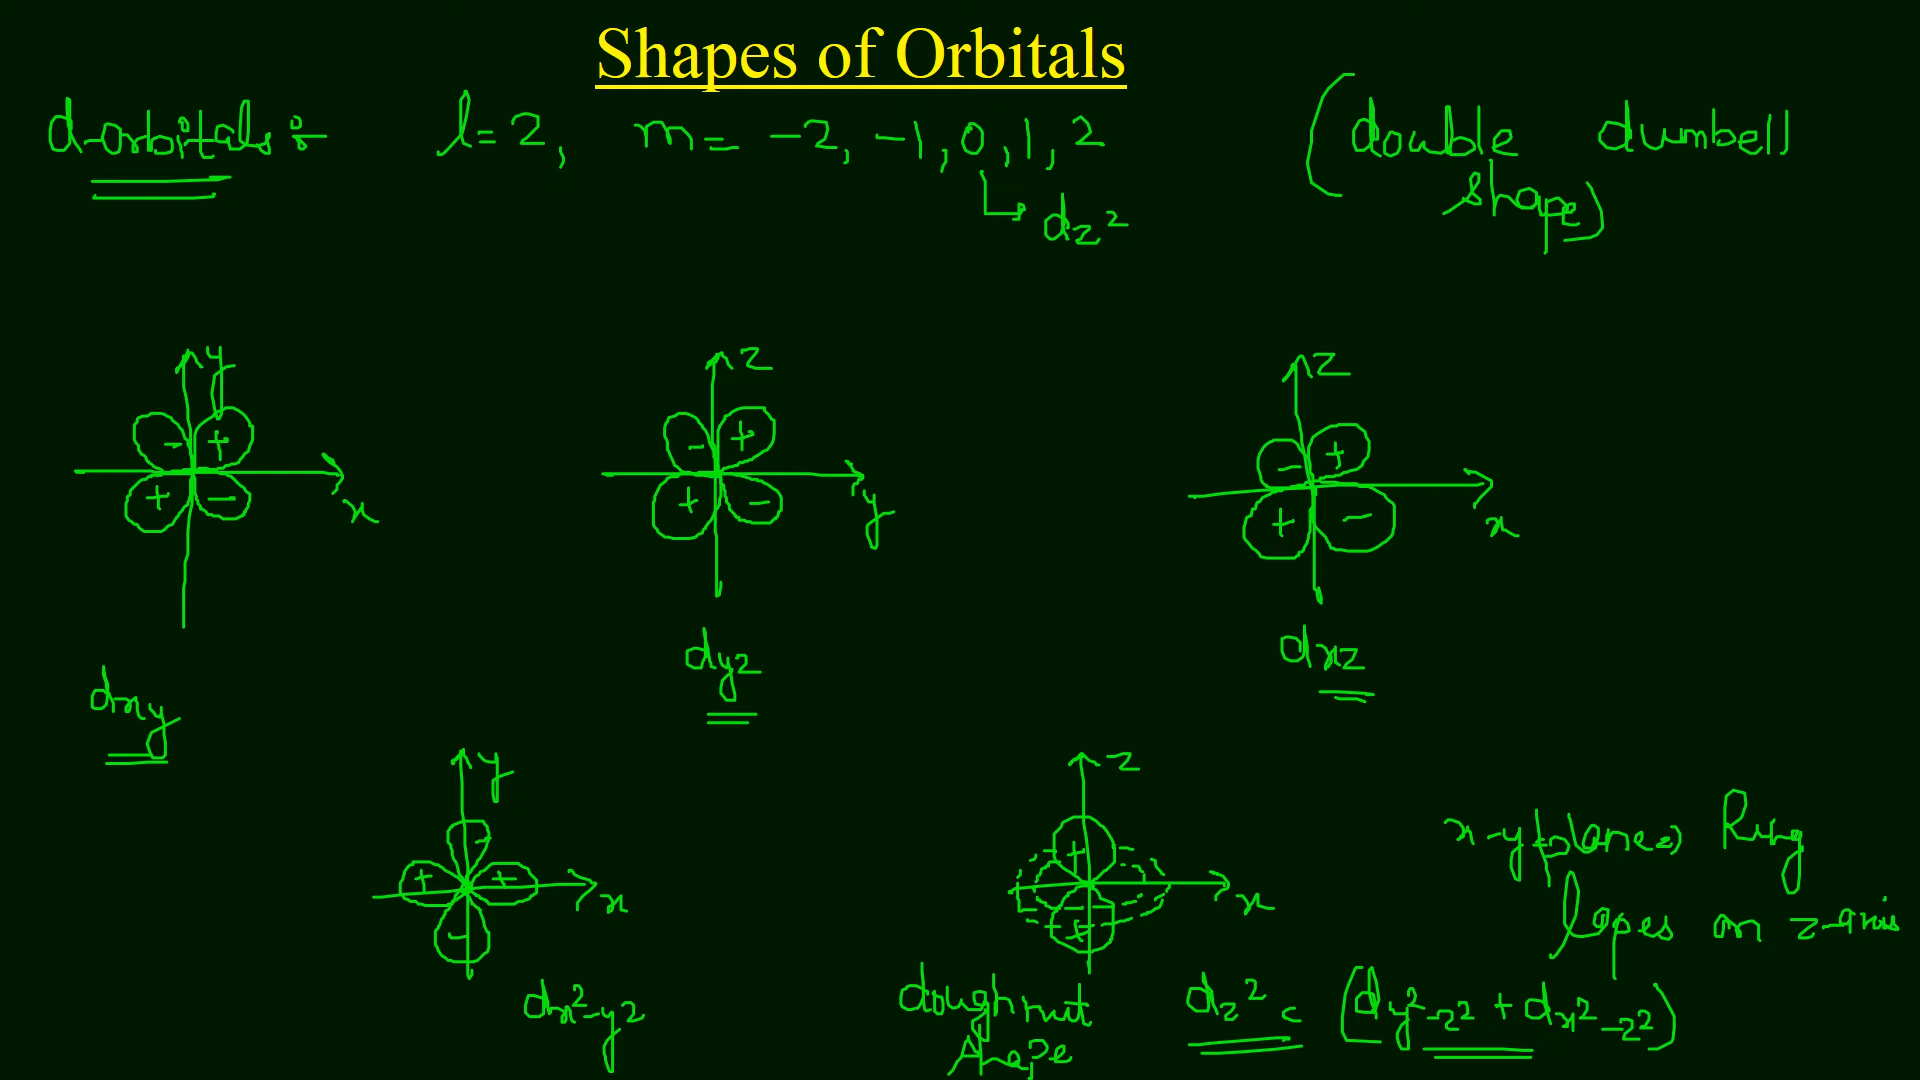 Shapes of Orbitals
d-orbitals :- l = 2, m = -2, -1, 0, 1, 2 (double dumbell
shape)
↳ dz²
y z z
- + - + - +
+ - + - + -
x y x
dxy dyz dxz
y z
- +
+ + x x
- +
x-y plane Ring
lopes on z-axis
dx²-y² doughnut dz² (dy²-z² + dx²-z²)
shape